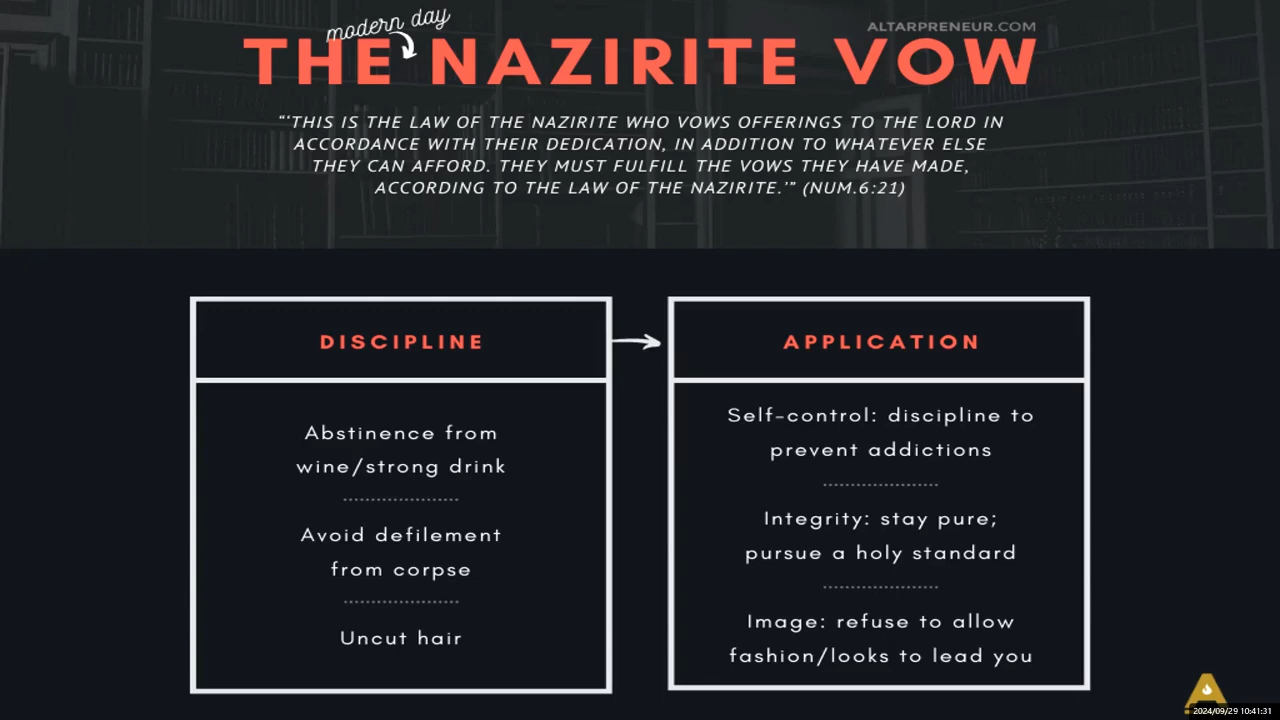 modern day
ALTARPRENEUR.COM
THE NAZIRITE VOW
“‘THIS IS THE LAW OF THE NAZIRITE WHO VOWS OFFERINGS TO THE LORD IN
ACCORDANCE WITH THEIR DEDICATION, IN ADDITION TO WHATEVER ELSE
THEY CAN AFFORD. THEY MUST FULFILL THE VOWS THEY HAVE MADE,
ACCORDING TO THE LAW OF THE NAZIRITE.’” (NUM.6:21)
DISCIPLINE
Abstinence from
wine/strong drink
Avoid defilement
from corpse
Uncut hair
APPLICATION
Self-control: discipline to
prevent addictions
Integrity: stay pure;
pursue a holy standard
Image: refuse to allow
fashion/looks to lead you
2024/09/29 10:41:31